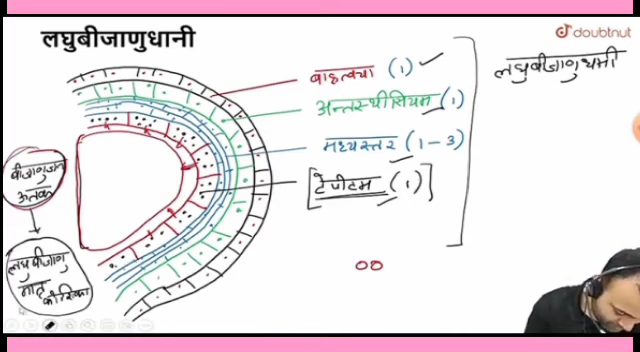 लघुबीजाणुधानी
doubtnut
बाह्यत्वचा (1)
लघुबीजाणुधानी
अन्तस्थीसियम (1)
मध्यस्तर (1-3)
[टेपीटम (1)]
बीजाणुजन
ऊतक
लघुबीजाणु
मातृ
कोशिका